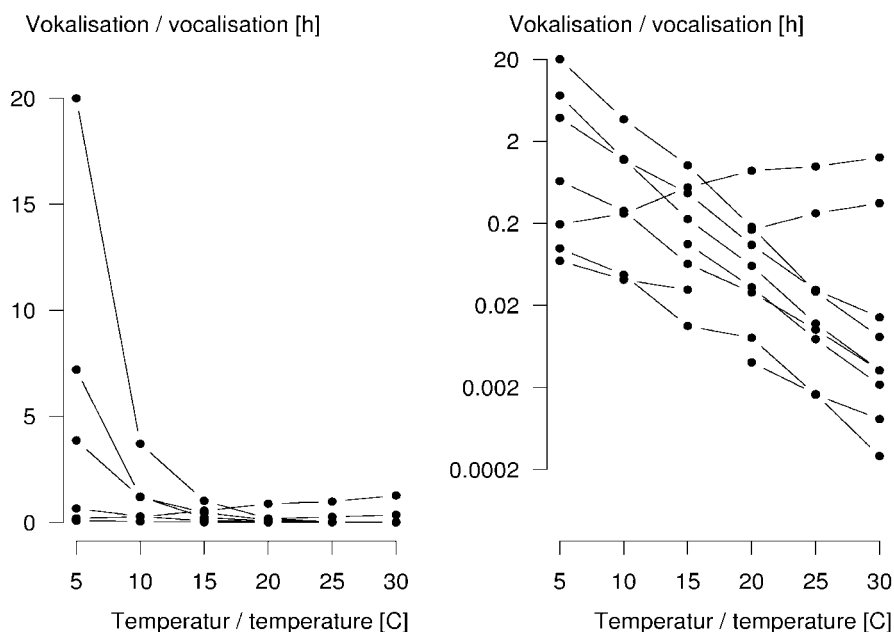 Vokalisation / vocalisation [h]
20
15
10
5
0
5 10 15 20 25 30
Temperatur / temperature [C]
Vokalisation / vocalisation [h]
20
2
0.2
0.02
0.002
0.0002
5 10 15 20 25 30
Temperatur / temperature [C]